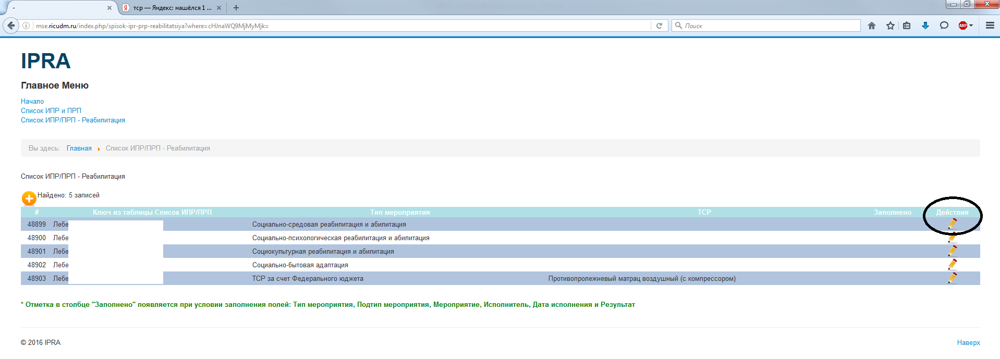 -
тср — Яндекс: нашёлся 1 ...
mse.ricudm.ru/index.php/spisok-ipr-prp-reabilitatsiya?where=cHJnaWQ9MjMyMjk=
Поиск
ABP
IPRA
Главное Меню
Начало
Список ИПР и ПРП
Список ИПР/ПРП - Реабилитация
Вы здесь: Главная Список ИПР/ПРП - Реабилитация
Список ИПР/ПРП - Реабилитация
Найдено: 5 записей
# Ключ из таблицы Список ИПР/ПРП Тип мероприятия ТСР Заполнено Действия
48899 Лебе Социально-средовая реабилитация и абилитация
48900 Лебе Социально-психологическая реабилитация и абилитация
48901 Лебе Социокультурная реабилитация и абилитация
48902 Лебе Социально-бытовая адаптация
48903 Лебе ТСР за счет Федерального юджета Противопролежневый матрац воздушный (с компрессором)
* Отметка в столбце "Заполнено" появляется при условии заполнения полей: Тип мероприятия, Подтип мероприятия, Мероприятие, Исполнитель, Дата исполнения и Результат
© 2016 IPRA Наверх